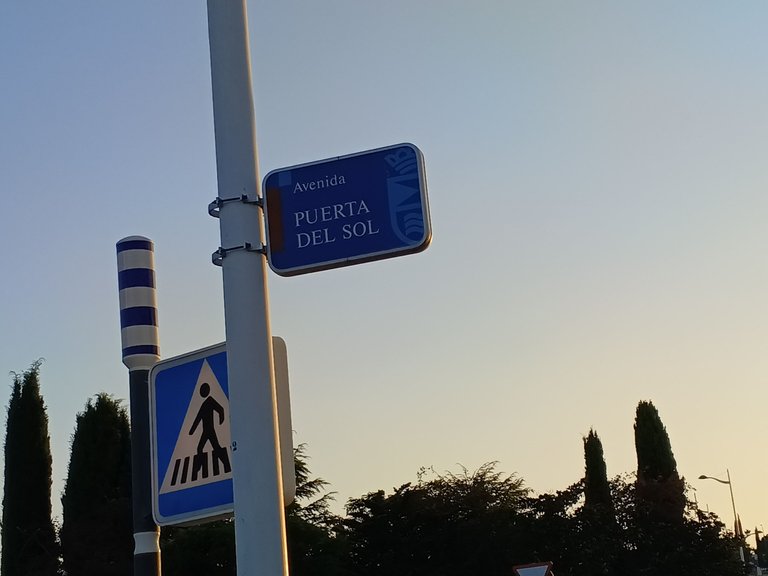 Avenida
PUERTA
DEL SOL